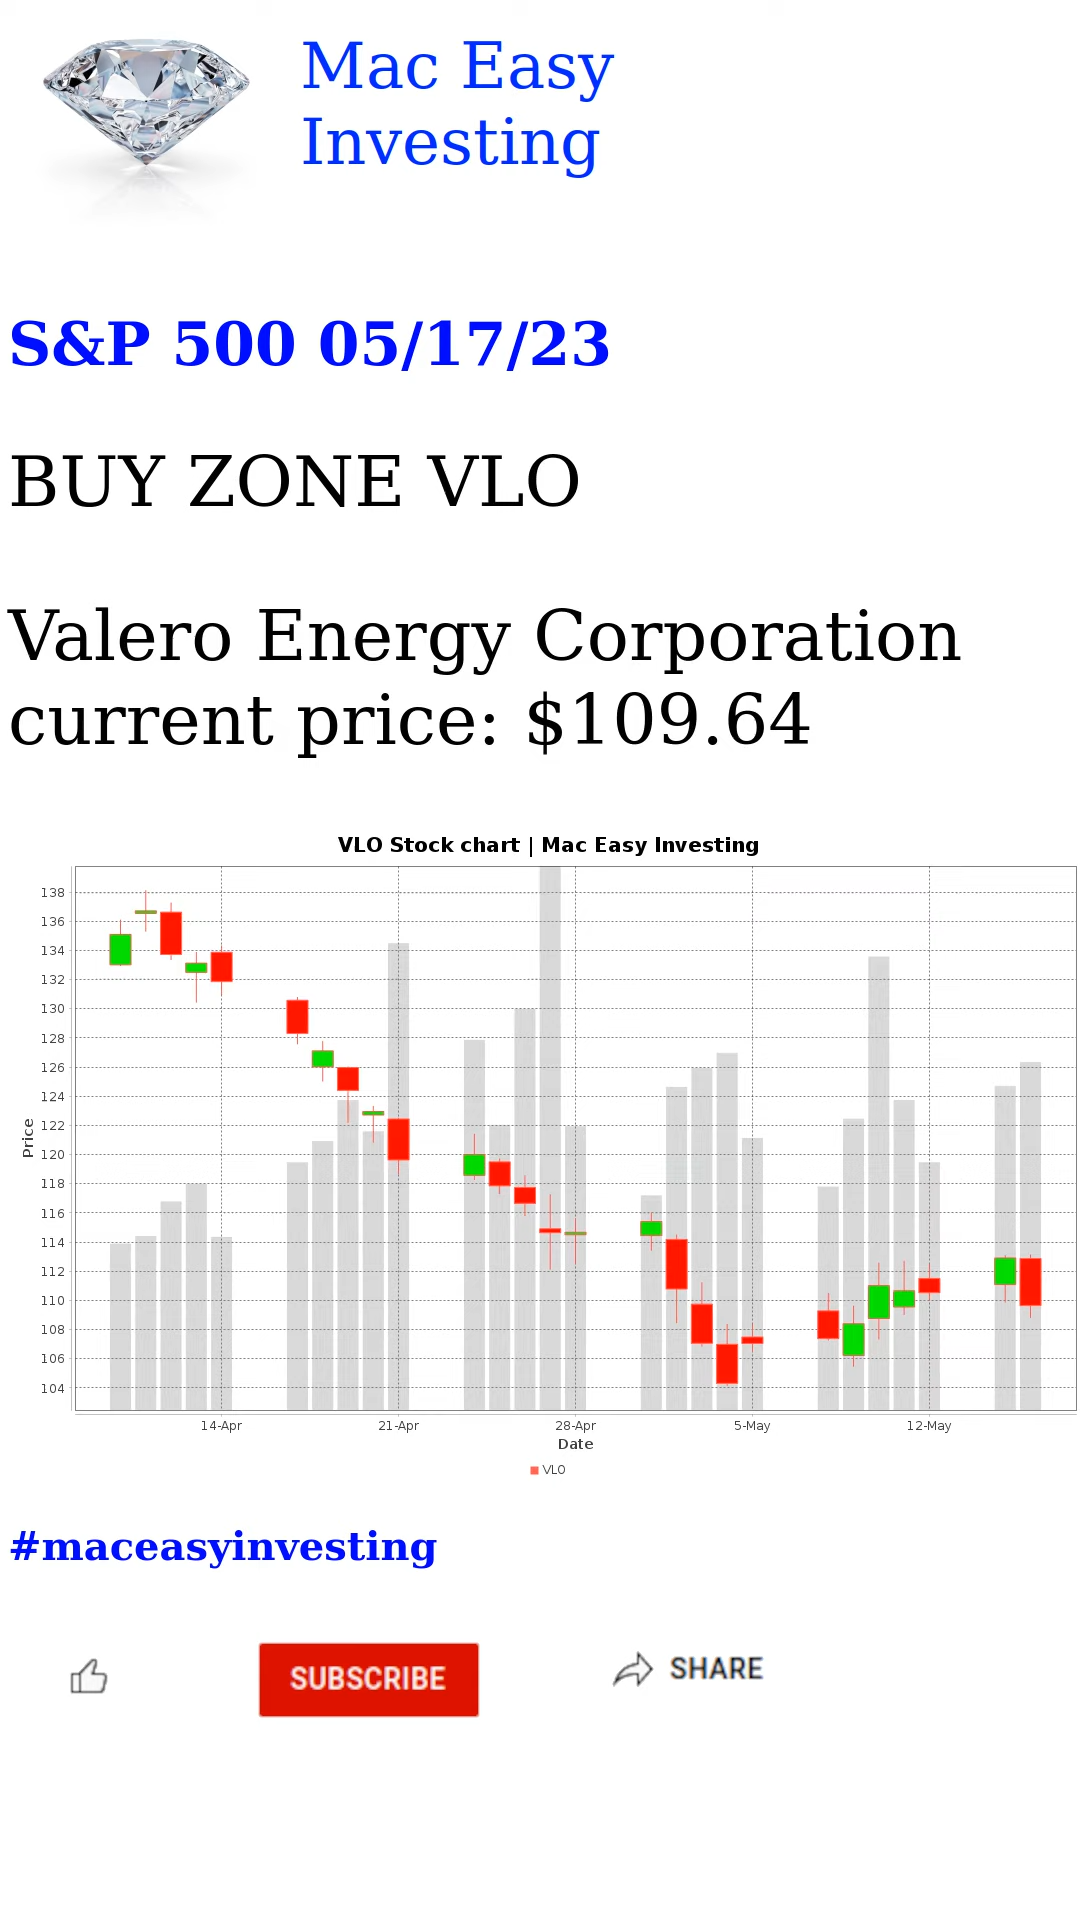 Mac Easy
Investing
S&P 500 05/17/23
BUY ZONE VLO
Valero Energy Corporation
current price: $109.64
VLO Stock chart | Mac Easy Investing
138
136
134
132
130
128
126
124
122
120
118
116
114
112
110
108
106
104
Price
14-Apr 21-Apr 28-Apr 5-May 12-May
Date
VLO
#maceasyinvesting
SUBSCRIBE
SHARE